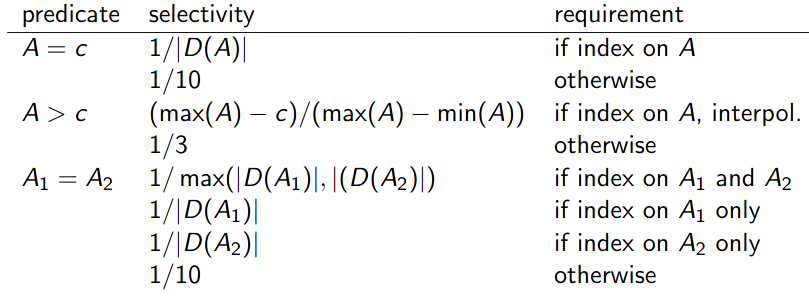 predicate selectivity requirement
A = c 1/|D(A)| if index on A
1/10 otherwise
A > c (max(A) − c)/(max(A) − min(A)) if index on A, interpol.
1/3 otherwise
A₁ = A₂ 1/ max(|D(A₁)|, |(D(A₂)|) if index on A₁ and A₂
1/|D(A₁)| if index on A₁ only
1/|D(A₂)| if index on A₂ only
1/10 otherwise